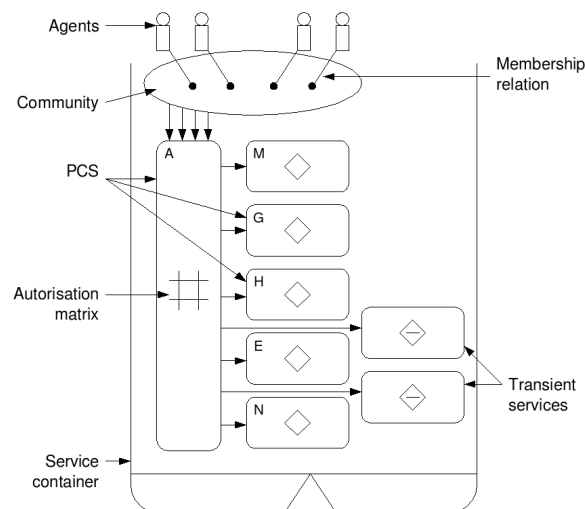 Agents
Membership
relation
Community
A
M
PCS
G
Autorisation
matrix
H
E
Transient
services
N
Service
container